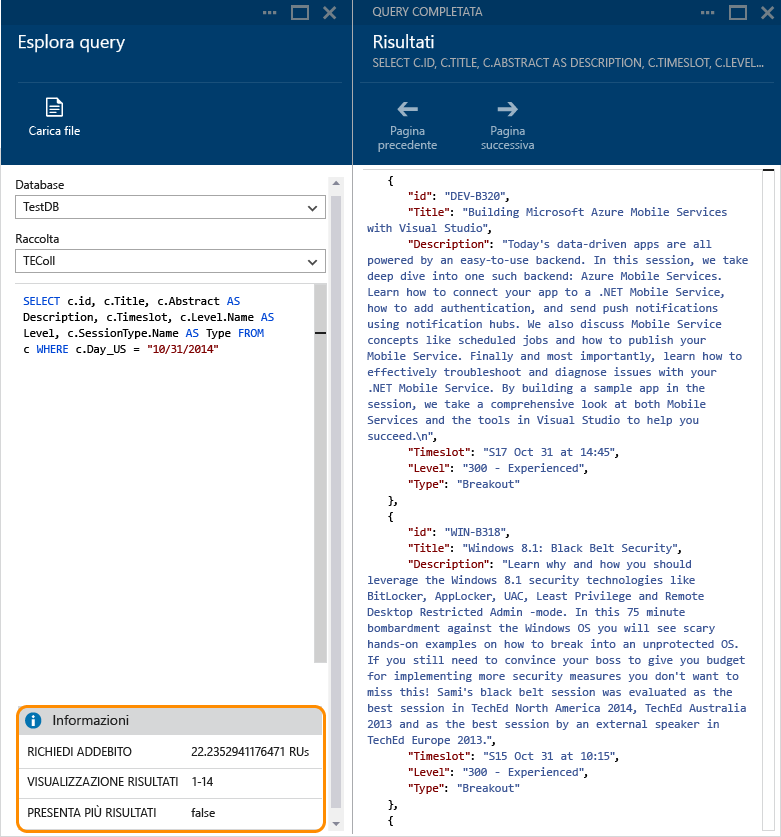 Esplora query
Carica file
Database
TestDB
Raccolta
TEColl
SELECT c.id, c.Title, c.Abstract AS
Description, c.Timeslot, c.Level.Name AS
Level, c.SessionType.Name AS Type FROM
c WHERE c.Day_US = "10/31/2014"
Informazioni
RICHIEDI ADDEBITO 22.2352941176471 RUs
VISUALIZZAZIONE RISULTATI 1-14
PRESENTA PIÙ RISULTATI false
QUERY COMPLETATA
Risultati
SELECT C.ID, C.TITLE, C.ABSTRACT AS DESCRIPTION, C.TIMESLOT, C.LEVEL...
Pagina
precedente
Pagina
successiva
{
"id": "DEV-B320",
"Title": "Building Microsoft Azure Mobile Services
with Visual Studio",
"Description": "Today's data-driven apps are all
powered by an easy-to-use backend. In this session, we take
deep dive into one such backend: Azure Mobile Services.
Learn how to connect your app to a .NET Mobile Service,
how to add authentication, and send push notifications
using notification hubs. We also discuss Mobile Service
concepts like scheduled jobs and how to publish your
Mobile Service. Finally and most importantly, learn how to
effectively troubleshoot and diagnose issues with your
.NET Mobile Service. By building a sample app in the
session, we take a comprehensive look at both Mobile
Services and the tools in Visual Studio to help you
succeed.\n",
"Timeslot": "S17 Oct 31 at 14:45",
"Level": "300 - Experienced",
"Type": "Breakout"
},
{
"id": "WIN-B318",
"Title": "Windows 8.1: Black Belt Security",
"Description": "Learn why and how you should
leverage the Windows 8.1 security technologies like
BitLocker, AppLocker, UAC, Least Privilege and Remote
Desktop Restricted Admin -mode. In this 75 minute
bombardment against the Windows OS you will see scary
hands-on examples on how to break into an unprotected OS.
If you still need to convince your boss to give you budget
for implementing more security measures you don't want to
miss this! Sami's black belt session was evaluated as the
best session in TechEd North America 2014, TechEd Australia
2013 and as the best session by an external speaker in
TechEd Europe 2013.",
"Timeslot": "S15 Oct 31 at 10:15",
"Level": "300 - Experienced",
"Type": "Breakout"
},
{